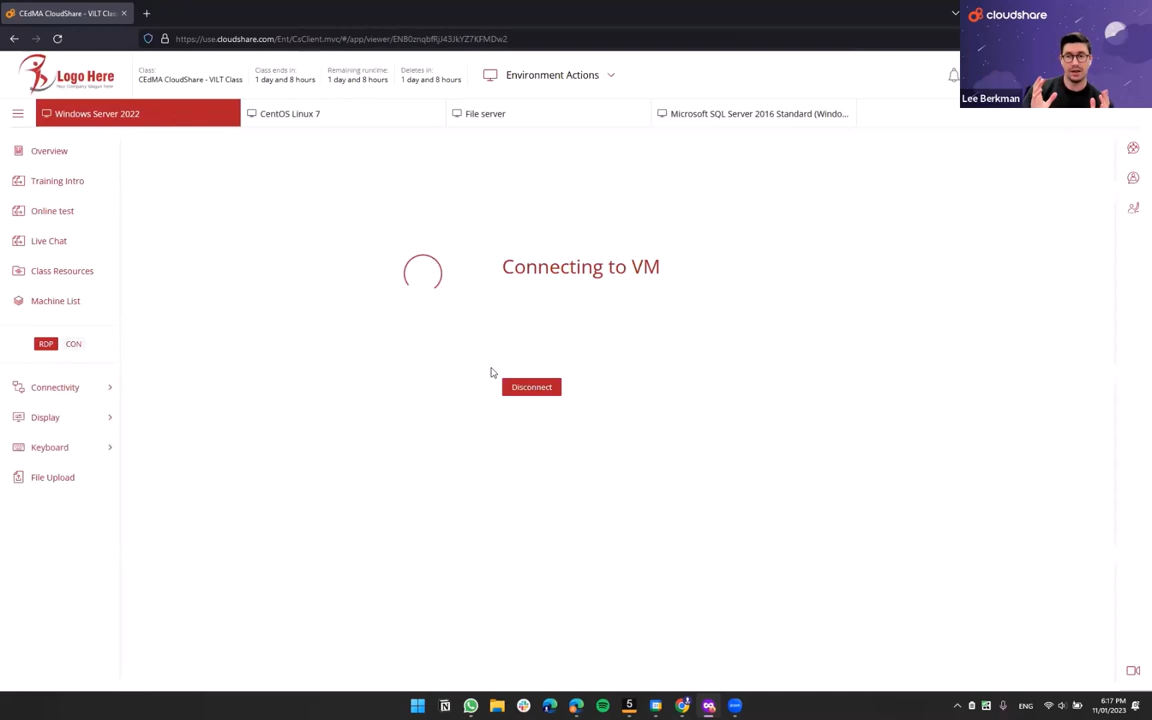 CEdMA CloudShare - VILT Clas
https://use.cloudshare.com/Ent/CsClient.mvc/#/app/viewer/EN80znqbfRjJ43JkYZ7KFMDw2
cloudshare
Lee Berkman
Logo Here
Class:
CEdMA CloudShare - VILT Class
Class ends in:
1 day and 8 hours
Remaining runtime:
1 day and 8 hours
Deletes in:
1 day and 8 hours
Environment Actions
Windows Server 2022
CentOS Linux 7
File server
Microsoft SQL Server 2016 Standard (Windo...
Overview
Training Intro
Online test
Live Chat
Class Resources
Machine List
RDP
CON
Connectivity
Display
Keyboard
File Upload
Connecting to VM
Disconnect
5
ENG
6:17 PM
11/01/2023